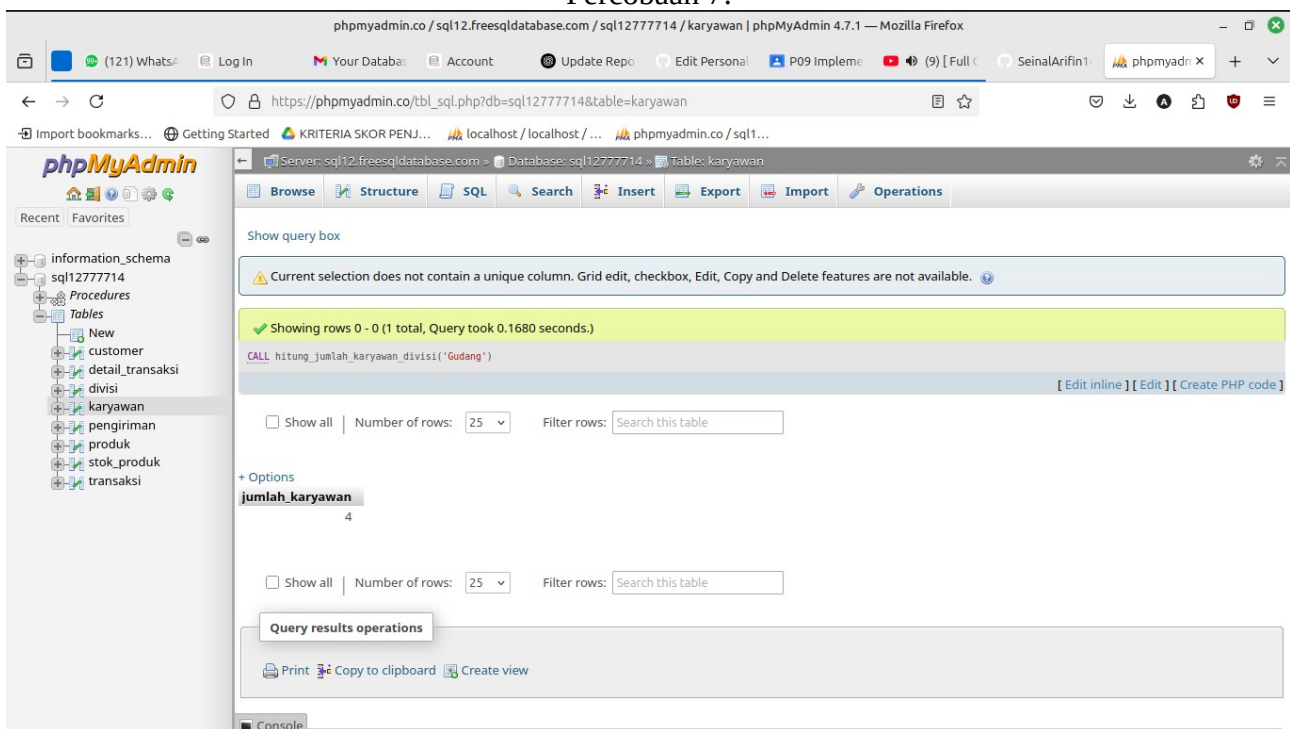 Percobaan 7:
phpmyadmin.co / sql12.freesqldatabase.com / sql12777714 / karyawan | phpMyAdmin 4.7.1 — Mozilla Firefox
(121) WhatsA
Log In
Your Databas
Account
Update Repo
Edit Personal
P09 Impleme
(9) [ Full C
SeinalArifin1
phpmyadn
https://phpmyadmin.co/tbl_sql.php?db=sql12777714&table=karyawan
Import bookmarks...
Getting Started
KRITERIA SKOR PENJ...
localhost / localhost / ...
phpmyadmin.co / sql1...
phpMyAdmin
Recent
Favorites
information_schema
sql12777714
Procedures
Tables
New
customer
detail_transaksi
divisi
karyawan
pengiriman
produk
stok_produk
transaksi
Server: sql12.freesqldatabase.com » Database: sql12777714 » Table: karyawan
Browse
Structure
SQL
Search
Insert
Export
Import
Operations
Show query box
Current selection does not contain a unique column. Grid edit, checkbox, Edit, Copy and Delete features are not available.
Showing rows 0 - 0 (1 total, Query took 0.1680 seconds.)
CALL hitung_jumlah_karyawan_divisi('Gudang')
[ Edit inline ] [ Edit ] [ Create PHP code ]
Show all | Number of rows: 25 Filter rows: Search this table
+ Options
jumlah_karyawan
4
Show all | Number of rows: 25 Filter rows: Search this table
Query results operations
Print Copy to clipboard Create view
Console